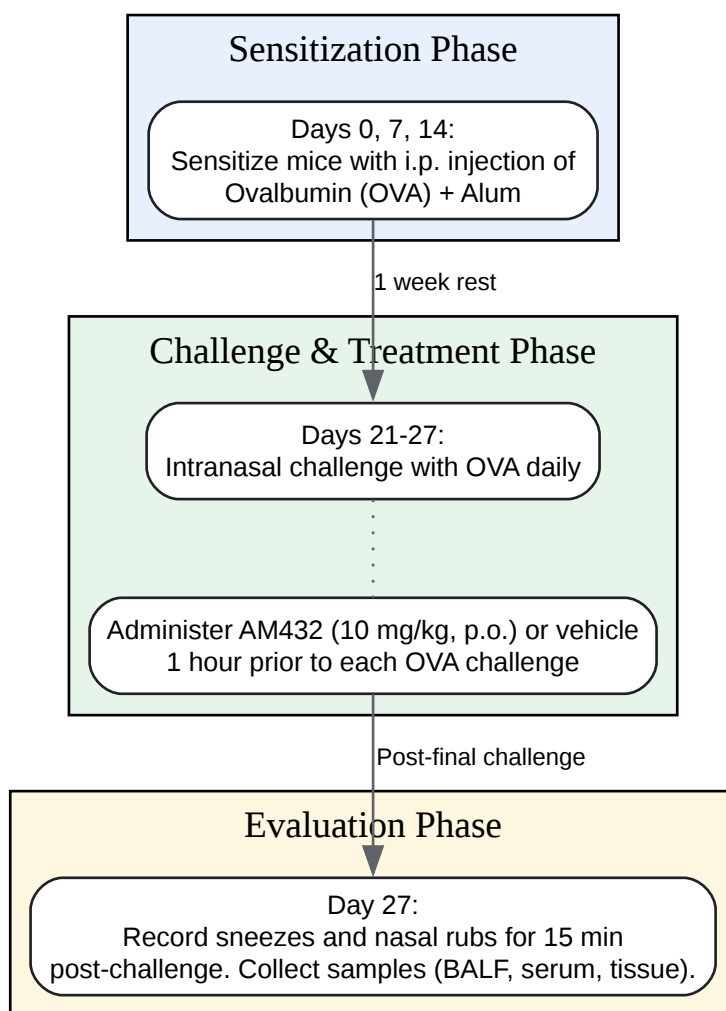 Sensitization Phase
Days 0, 7, 14:
Sensitize mice with i.p. injection of
Ovalbumin (OVA) + Alum
1 week rest
Challenge & Treatment Phase
Days 21-27:
Intranasal challenge with OVA daily
Administer AM432 (10 mg/kg, p.o.) or vehicle
1 hour prior to each OVA challenge
Post-final challenge
Evaluation Phase
Day 27:
Record sneezes and nasal rubs for 15 min
post-challenge. Collect samples (BALF, serum, tissue).